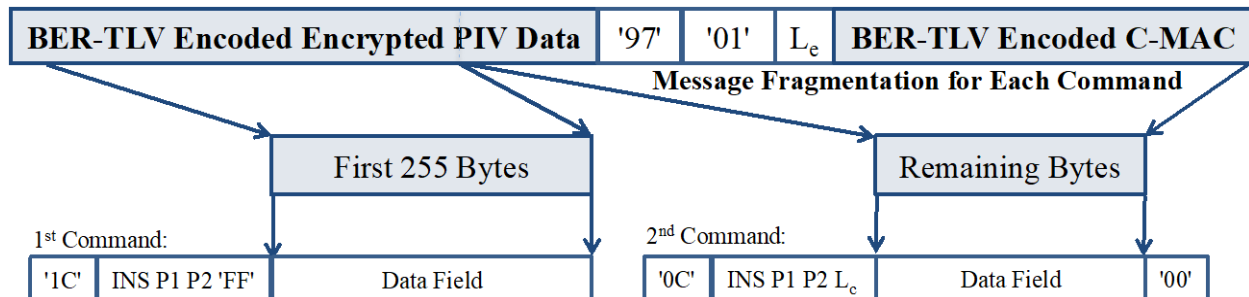 BER-TLV Encoded Encrypted PIV Data '97' '01' Le BER-TLV Encoded C-MAC
Message Fragmentation for Each Command
First 255 Bytes Remaining Bytes
1st Command: 2nd Command:
'1C' INS P1 P2 'FF' Data Field '0C' INS P1 P2 Lc Data Field '00'